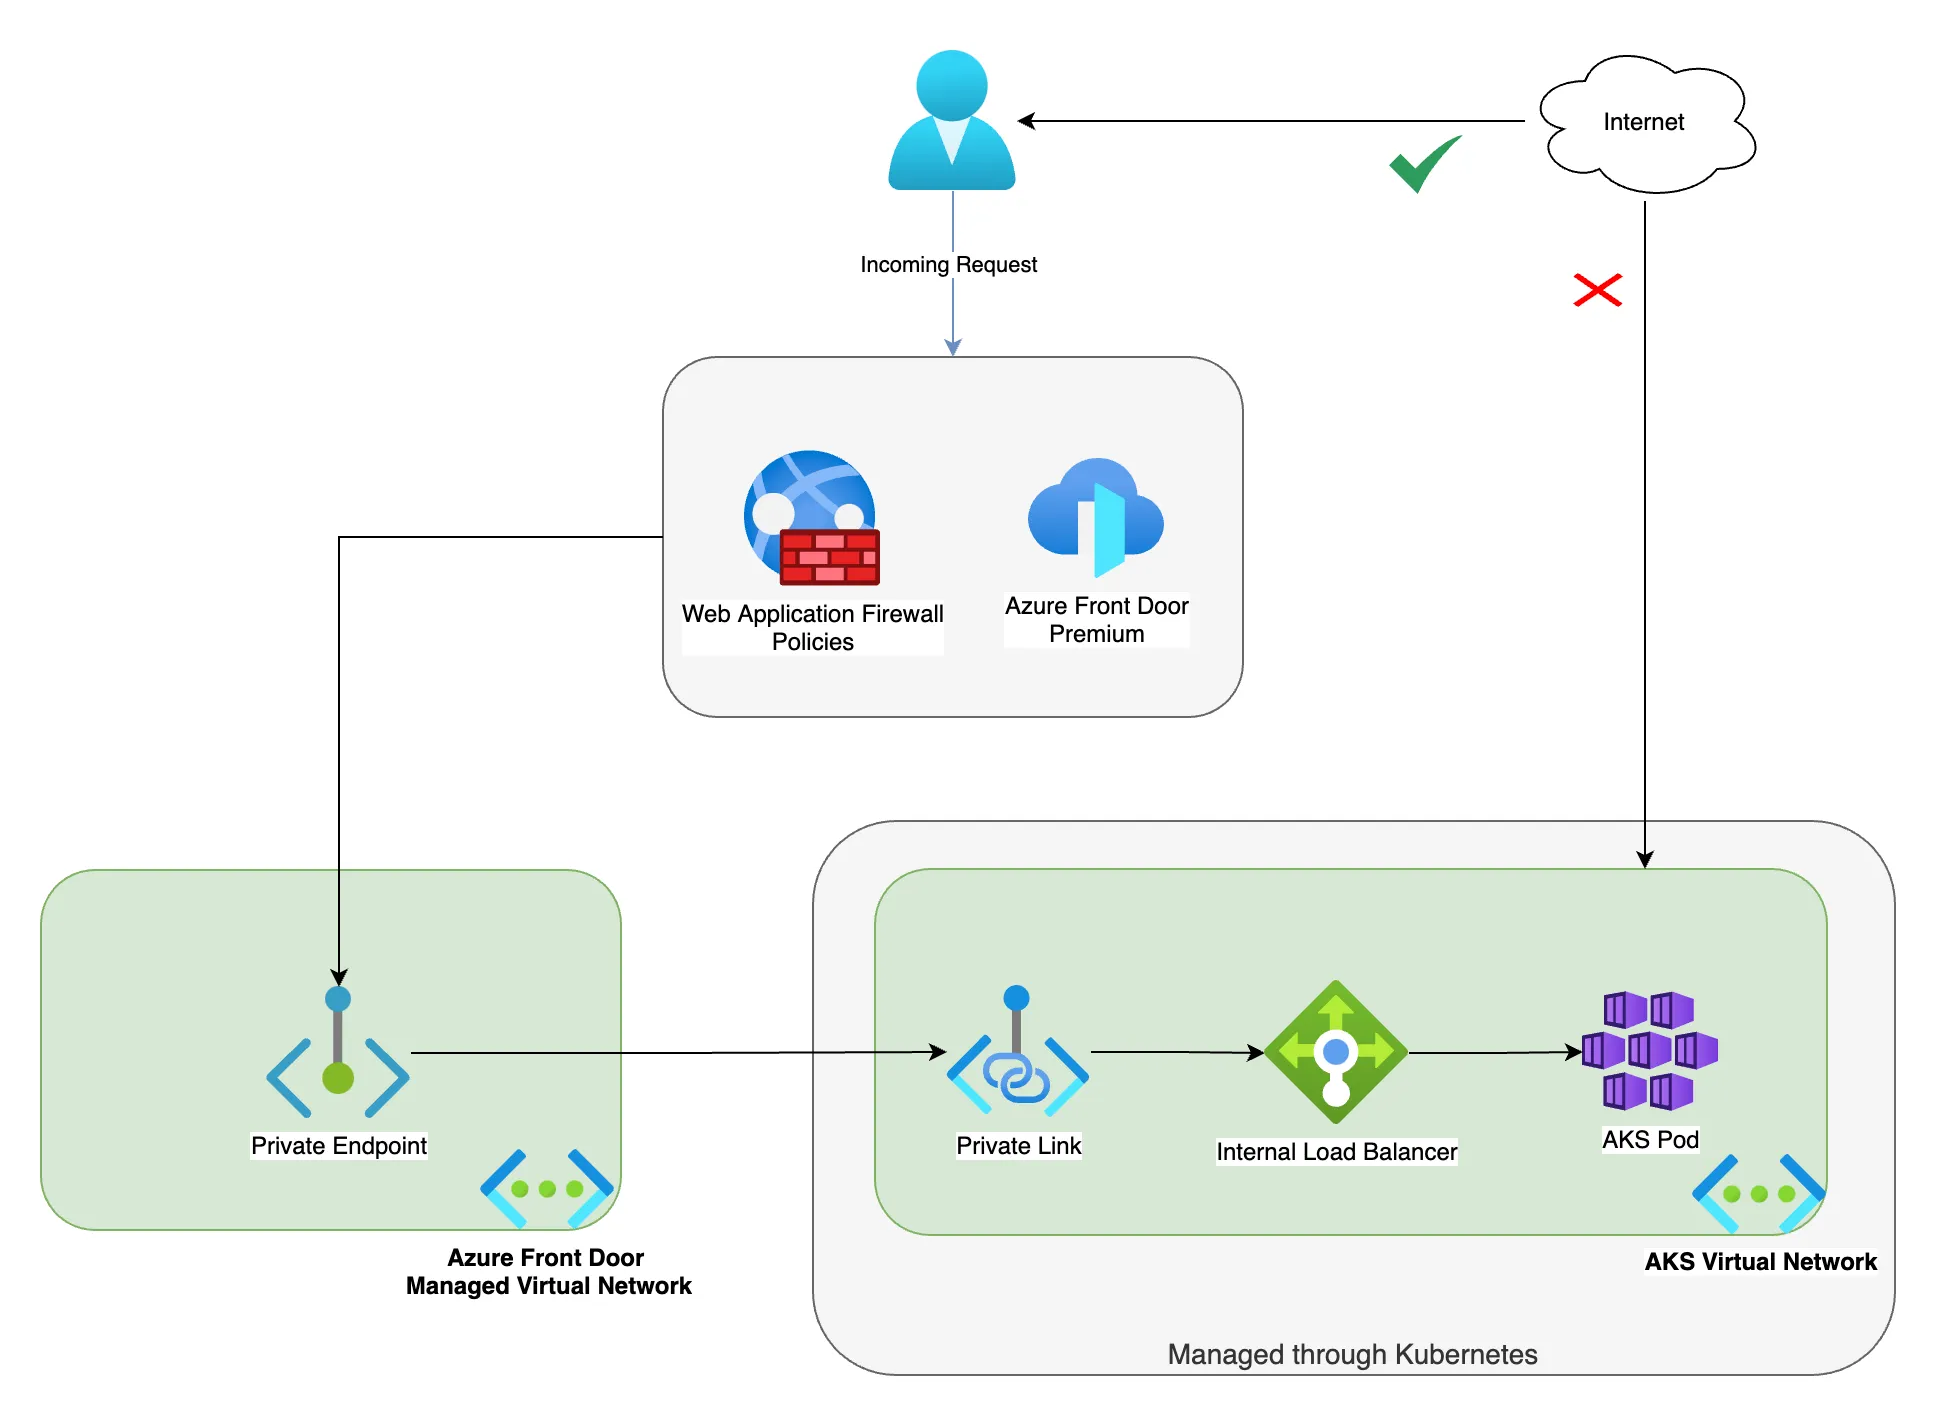 Internet
Incoming Request
Web Application Firewall
Policies
Azure Front Door
Premium
Private Endpoint
Azure Front Door
Managed Virtual Network
Private Link
Internal Load Balancer
AKS Pod
AKS Virtual Network
Managed through Kubernetes